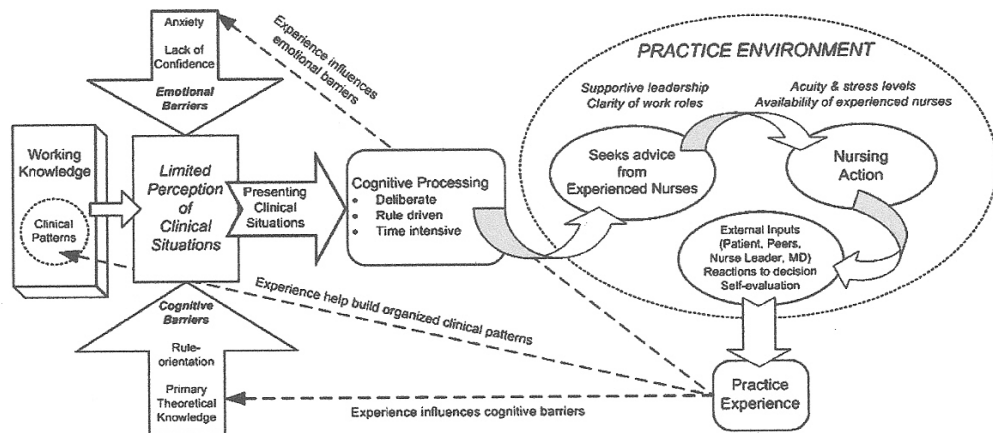 Anxiety
Lack of
Confidence
Emotional
Barriers
Experience influences
emotional barriers
Working
Knowledge
Clinical
Patterns
Limited
Perception
of
Clinical
Situations
Presenting
Clinical
Situations
Cognitive Processing
• Deliberate
• Rule driven
• Time intensive
PRACTICE ENVIRONMENT
Supportive leadership
Clarity of work roles
Acuity & stress levels
Availability of experienced nurses
Seeks advice
from
Experienced Nurses
Nursing
Action
External Inputs
(Patient, Peers,
Nurse Leader, MD)
Reactions to decision
Self-evaluation
Experience help build organized clinical patterns
Cognitive
Barriers
Rule-
orientation
Primary
Theoretical
Knowledge
Experience influences cognitive barriers
Practice
Experience